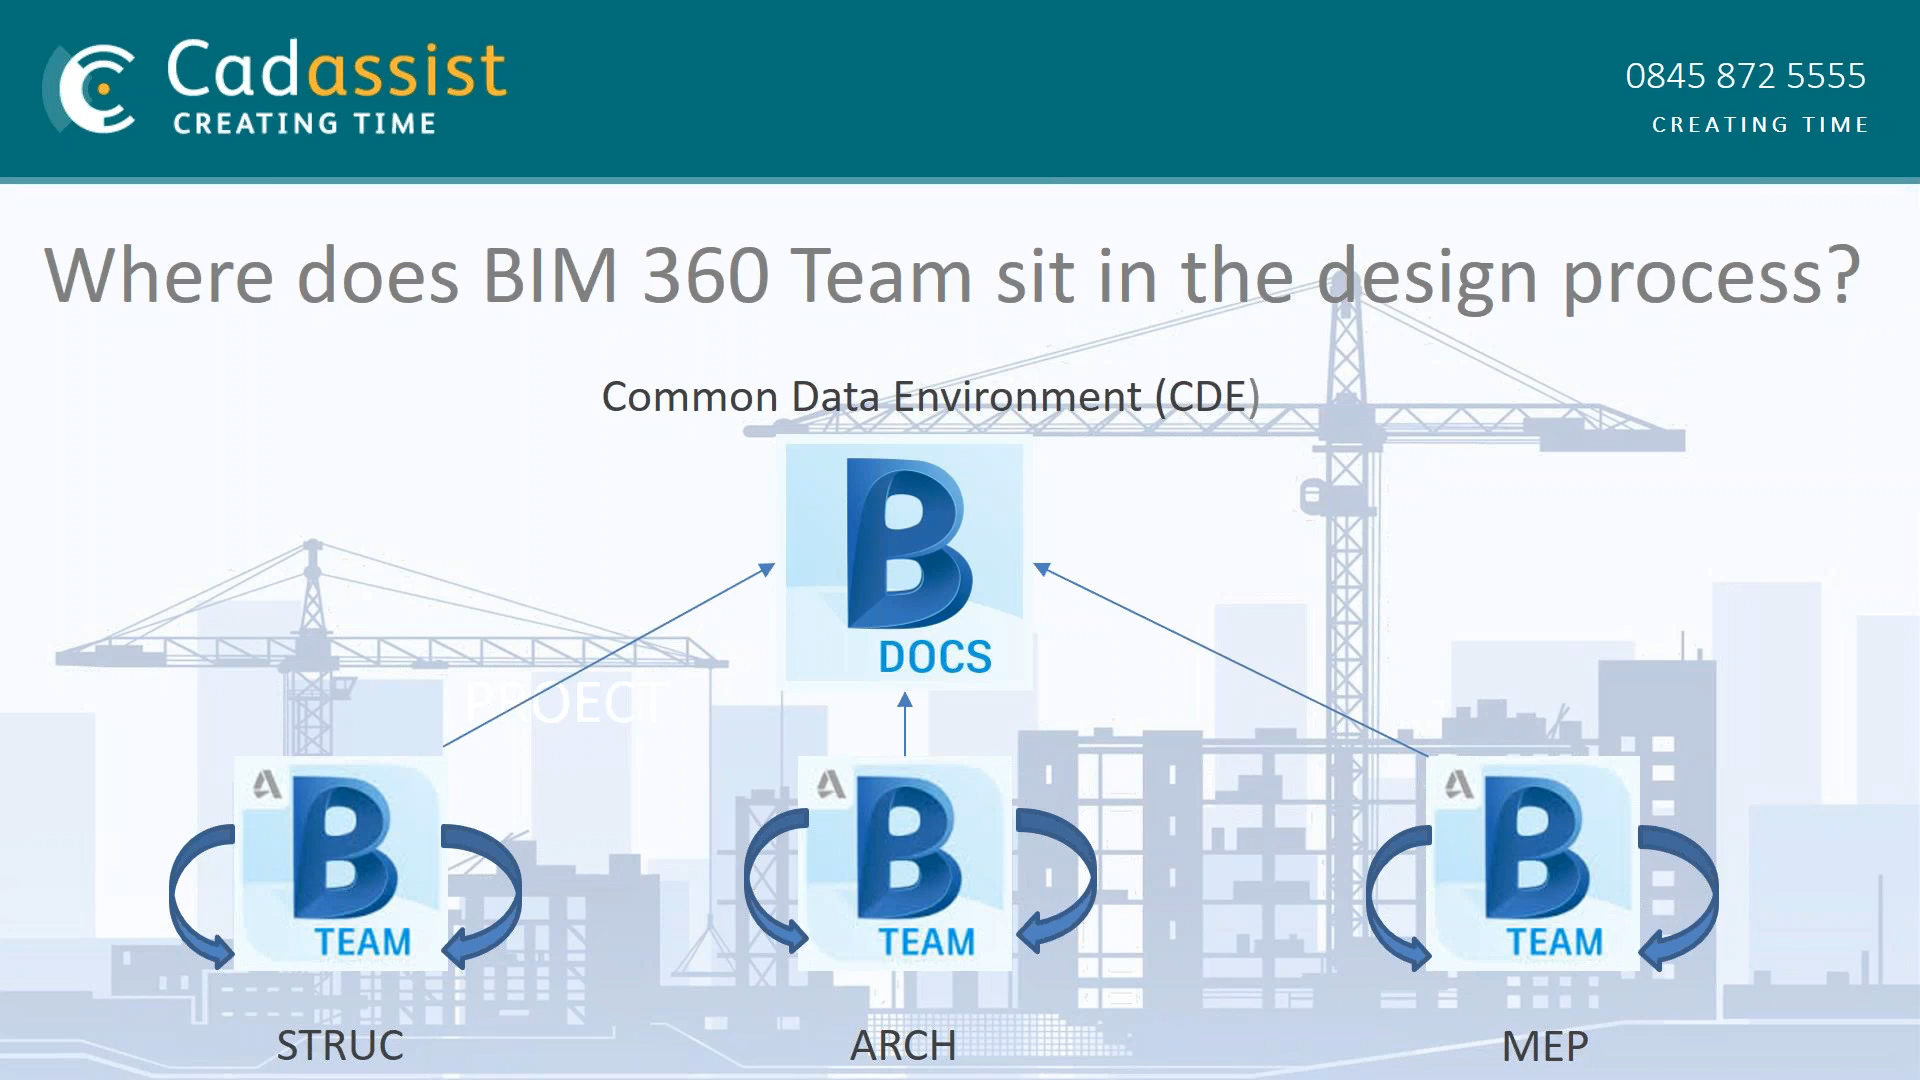 Cadassist
CREATING TIME
0845 872 5555
CREATING TIME
Where does BIM 360 Team sit in the design process?
Common Data Environment (CDE)
B
DOCS
PROECT
B
TEAM
B
TEAM
B
TEAM
STRUC
ARCH
MEP